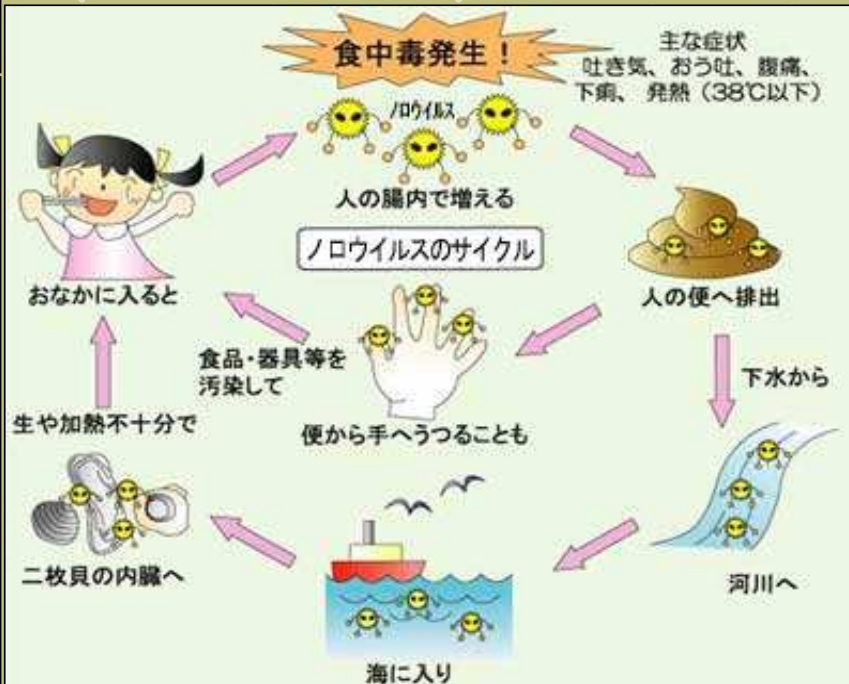 食中毒発生！
主な症状
吐き気、おう吐、腹痛、
下痢、発熱（38℃以下）
ノロウイルス
人の腸内で増える
ノロウイルスのサイクル
おなかに入ると
人の便へ排出
食品・器具等を
汚染して
下水から
生や加熱不十分で
便から手へうつることも
二枚貝の内臓へ
河川へ
海に入り